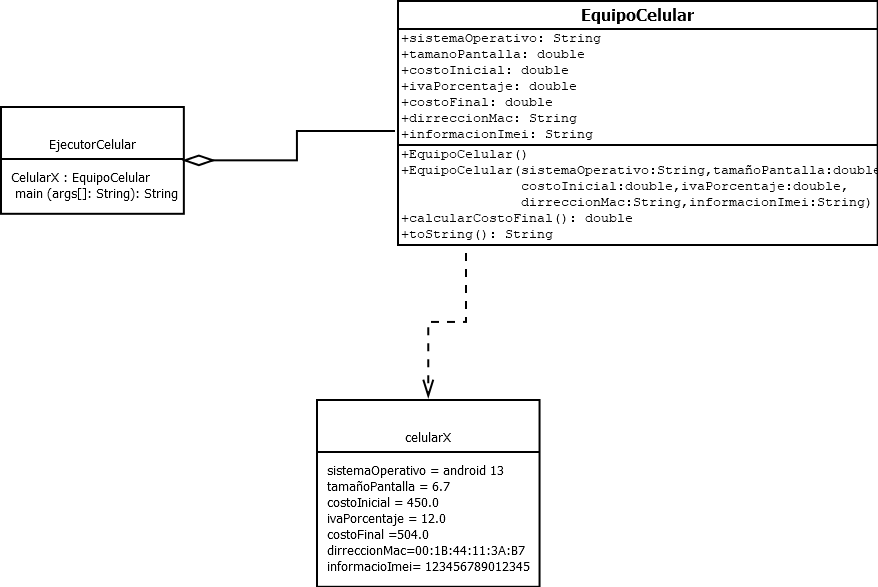 EquipoCelular
+sistemaOperativo: String
+tamanoPantalla: double
+costoInicial: double
+ivaPorcentaje: double
+costoFinal: double
+dirreccionMac: String
+informacionImei: String
+EquipoCelular()
+EquipoCelular(sistemaOperativo:String,tamañoPantalla:double
costoInicial:double,ivaPorcentaje:double,
dirreccionMac:String,informacionImei:String)
+calcularCostoFinal(): double
+toString(): String
EjecutorCelular
CelularX : EquipoCelular
main (args[]: String): String
celularX
sistemaOperativo = android 13
tamañoPantalla = 6.7
costoInicial = 450.0
ivaPorcentaje = 12.0
costoFinal =504.0
dirreccionMac=00:1B:44:11:3A:B7
informacioImei= 123456789012345